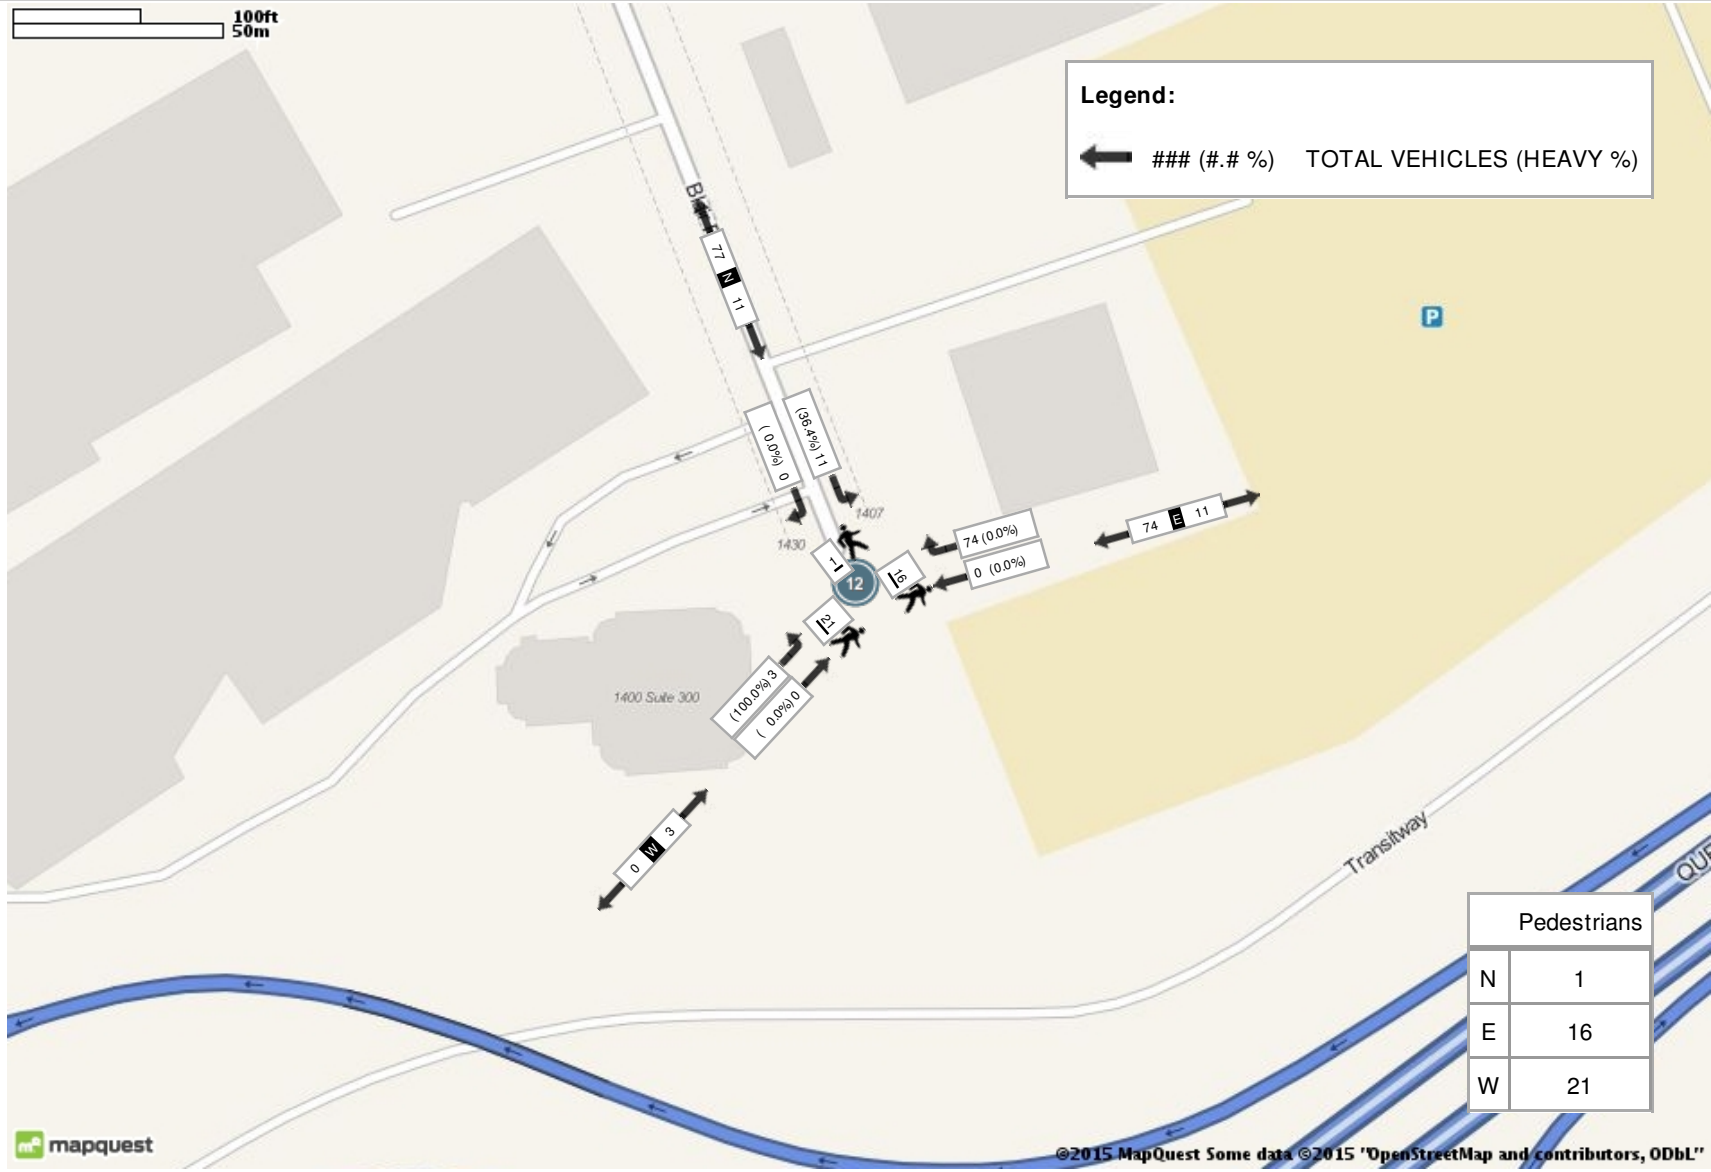 100ft
50m
Legend:
### (#.# %) TOTAL VEHICLES (HEAVY %)
77 N 11
(0.0%) 0
(36.4%) 11
1407
1430
74 (0.0%)
0 (0.0%)
74 E 11
P
1
16
12
21
(100.0%) 3
( 0.0%) 0
1400 Suite 300
0 W 3
Transitway
Pedestrians
N 1
E 16
W 21
mapquest
©2015 MapQuest Some data ©2015 "OpenStreetMap and contributors, ODbL"